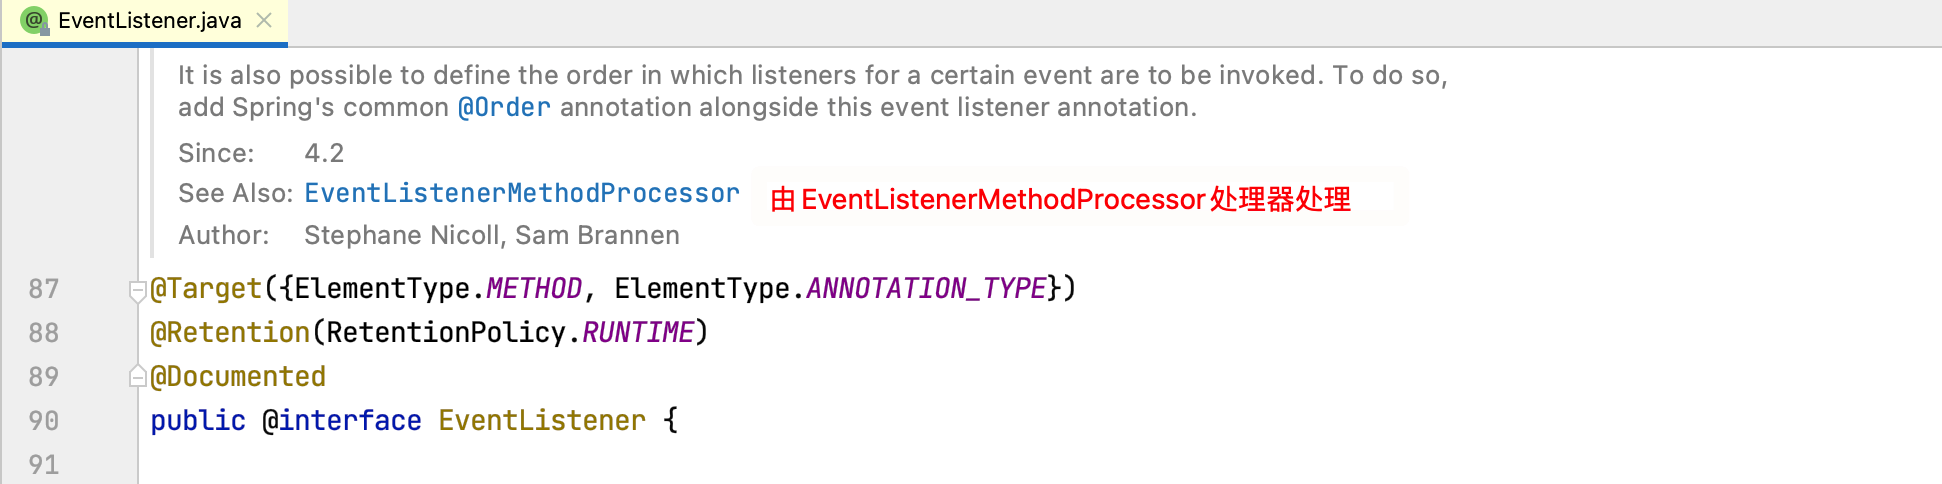 EventListener.java
It is also possible to define the order in which listeners for a certain event are to be invoked. To do so,
add Spring's common @Order annotation alongside this event listener annotation.
Since: 4.2
See Also: EventListenerMethodProcessor 由EventListenerMethodProcessor处理器处理
Author: Stephane Nicoll, Sam Brannen
87 @Target({ElementType.METHOD, ElementType.ANNOTATION_TYPE})
88 @Retention(RetentionPolicy.RUNTIME)
89 @Documented
90 public @interface EventListener {
91